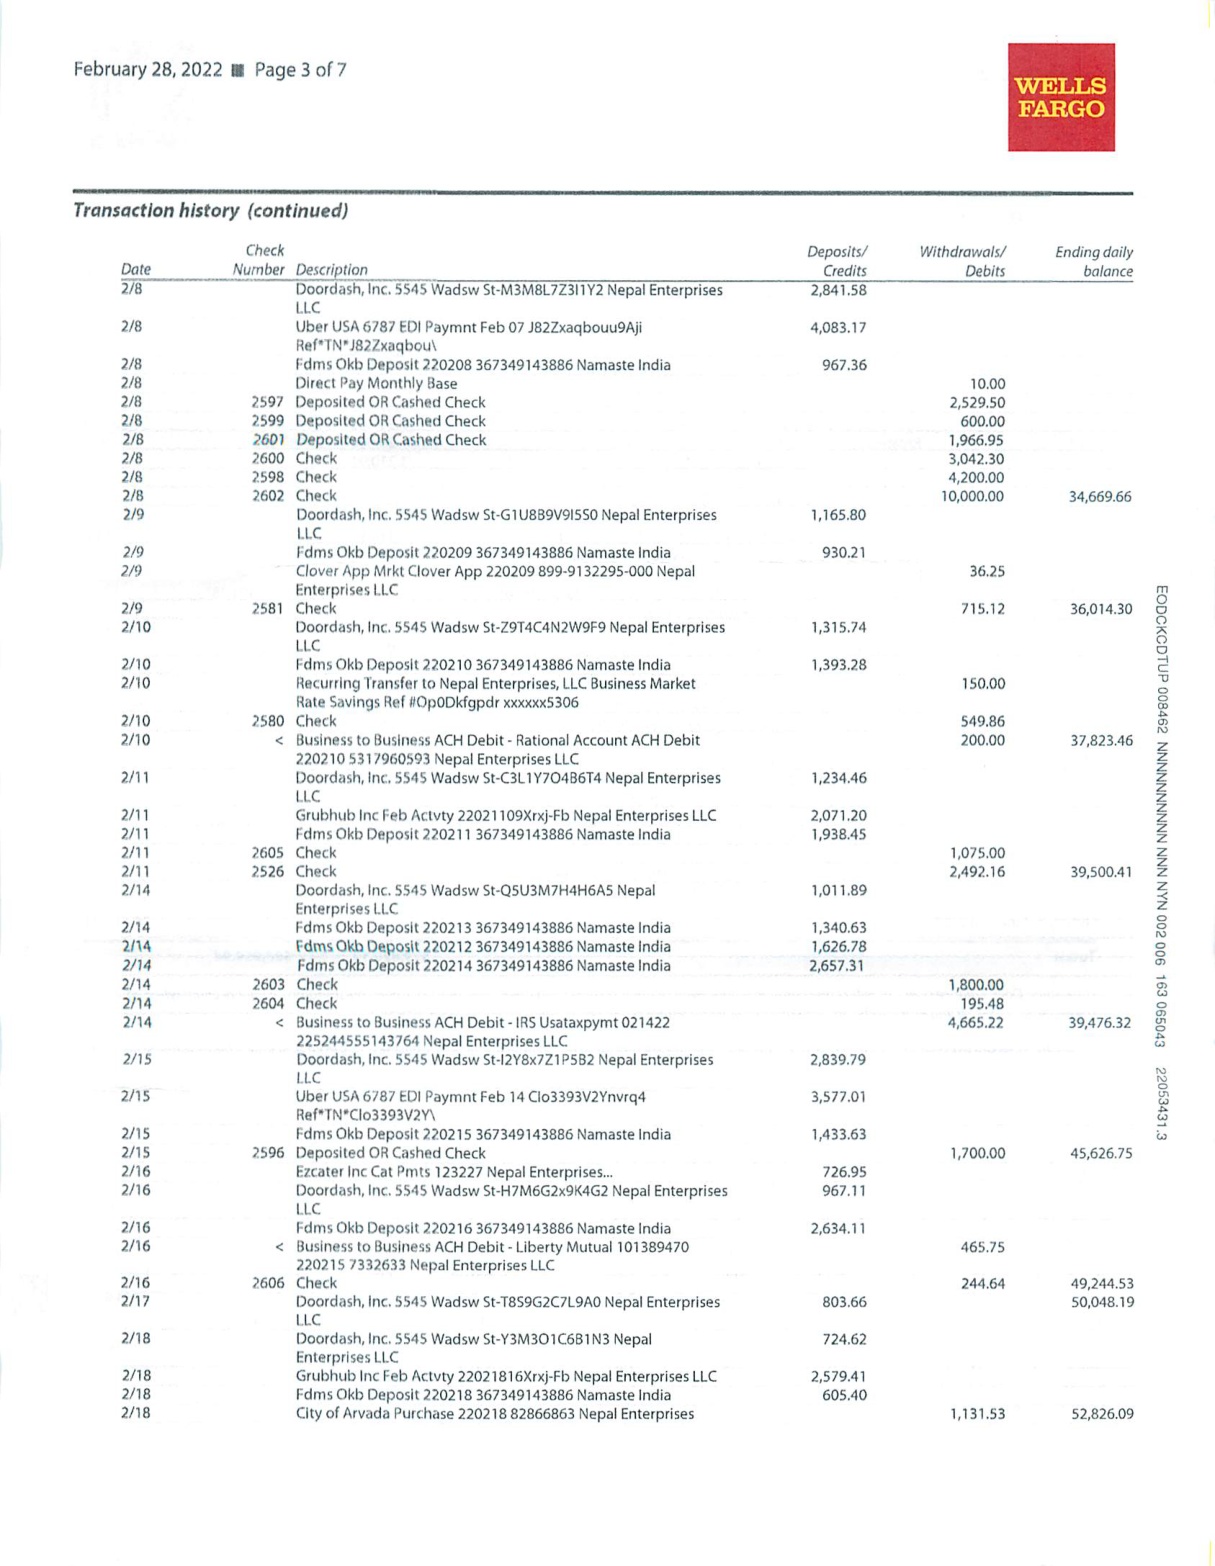 February 28, 2022 ■ Page 3 of 7
WELLS
FARGO
Transaction history (continued)
Check Deposits/ Withdrawals/ Ending daily
Date Number Description Credits Debits balance
2/8 Doordash, Inc. 5545 Wadsw St-M3M8L7Z3I1Y2 Nepal Enterprises 2,841.58
LLC
2/8 Uber USA 6787 EDI Paymnt Feb 07 J82Zxaqbouu9Aji 4,083.17
Ref*TN*J82Zxaqbou\
2/8 Fdms Okb Deposit 220208 367349143886 Namaste India 967.36
2/8 Direct Pay Monthly Base 10.00
2/8 2597 Deposited OR Cashed Check 2,529.50
2/8 2599 Deposited OR Cashed Check 600.00
2/8 2601 Deposited OR Cashed Check 1,966.95
2/8 2600 Check 3,042.30
2/8 2598 Check 4,200.00
2/8 2602 Check 10,000.00 34,669.66
2/9 Doordash, Inc. 5545 Wadsw St-G1U8B9V9I5S0 Nepal Enterprises 1,165.80
LLC
2/9 Fdms Okb Deposit 220209 367349143886 Namaste India 930.21
2/9 Clover App Mrkt Clover App 220209 899-9132295-000 Nepal 36.25
Enterprises LLC
2/9 2581 Check 715.12 36,014.30
2/10 Doordash, Inc. 5545 Wadsw St-Z9T4C4N2W9F9 Nepal Enterprises 1,315.74
LLC
2/10 Fdms Okb Deposit 220210 367349143886 Namaste India 1,393.28
2/10 Recurring Transfer to Nepal Enterprises, LLC Business Market 150.00
Rate Savings Ref #Op0Dkfgpdr xxxxxx5306
2/10 2580 Check 549.86
2/10 < Business to Business ACH Debit - Rational Account ACH Debit 200.00 37,823.46
220210 5317960593 Nepal Enterprises LLC
2/11 Doordash, Inc. 5545 Wadsw St-C3L1Y7O4B6T4 Nepal Enterprises 1,234.46
LLC
2/11 Grubhub Inc Feb Actvty 22021109Xrxj-Fb Nepal Enterprises LLC 2,071.20
2/11 Fdms Okb Deposit 220211 367349143886 Namaste India 1,938.45
2/11 2605 Check 1,075.00
2/11 2526 Check 2,492.16 39,500.41
2/14 Doordash, Inc. 5545 Wadsw St-Q5U3M7H4H6A5 Nepal 1,011.89
Enterprises LLC
2/14 Fdms Okb Deposit 220213 367349143886 Namaste India 1,340.63
2/14 Fdms Okb Deposit 220212 367349143886 Namaste India 1,626.78
2/14 Fdms Okb Deposit 220214 367349143886 Namaste India 2,657.31
2/14 2603 Check 1,800.00
2/14 2604 Check 195.48
2/14 < Business to Business ACH Debit - IRS Usataxpymt 021422 4,665.22 39,476.32
225244555143764 Nepal Enterprises LLC
2/15 Doordash, Inc. 5545 Wadsw St-I2Y8x7Z1P5B2 Nepal Enterprises 2,839.79
LLC
2/15 Uber USA 6787 EDI Paymnt Feb 14 Clo3393V2Ynvrq4 3,577.01
Ref*TN*Clo3393V2Y\
2/15 Fdms Okb Deposit 220215 367349143886 Namaste India 1,433.63
2/15 2596 Deposited OR Cashed Check 1,700.00 45,626.75
2/16 Ezcater Inc Cat Pmts 123227 Nepal Enterprises... 726.95
2/16 Doordash, Inc. 5545 Wadsw St-H7M6G2x9K4G2 Nepal Enterprises 967.11
LLC
2/16 Fdms Okb Deposit 220216 367349143886 Namaste India 2,634.11
2/16 < Business to Business ACH Debit - Liberty Mutual 101389470 465.75
220215 7332633 Nepal Enterprises LLC
2/16 2606 Check 244.64 49,244.53
2/17 Doordash, Inc. 5545 Wadsw St-T8S9G2C7L9A0 Nepal Enterprises 803.66 50,048.19
LLC
2/18 Doordash, Inc. 5545 Wadsw St-Y3M3O1C6B1N3 Nepal 724.62
Enterprises LLC
2/18 Grubhub Inc Feb Actvty 22021816Xrxj-Fb Nepal Enterprises LLC 2,579.41
2/18 Fdms Okb Deposit 220218 367349143886 Namaste India 605.40
2/18 City of Arvada Purchase 220218 82866863 Nepal Enterprises 1,131.53 52,826.09
EODCKCDTUP 008462 NNNNNNNNNN NNN NYN 002 006 163 065043 22053431.3